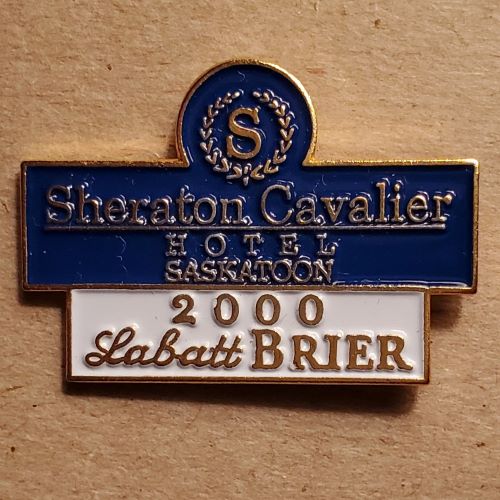 S
Sheraton Cavalier
HOTEL
SASKATOON
2000
Labatt BRIER